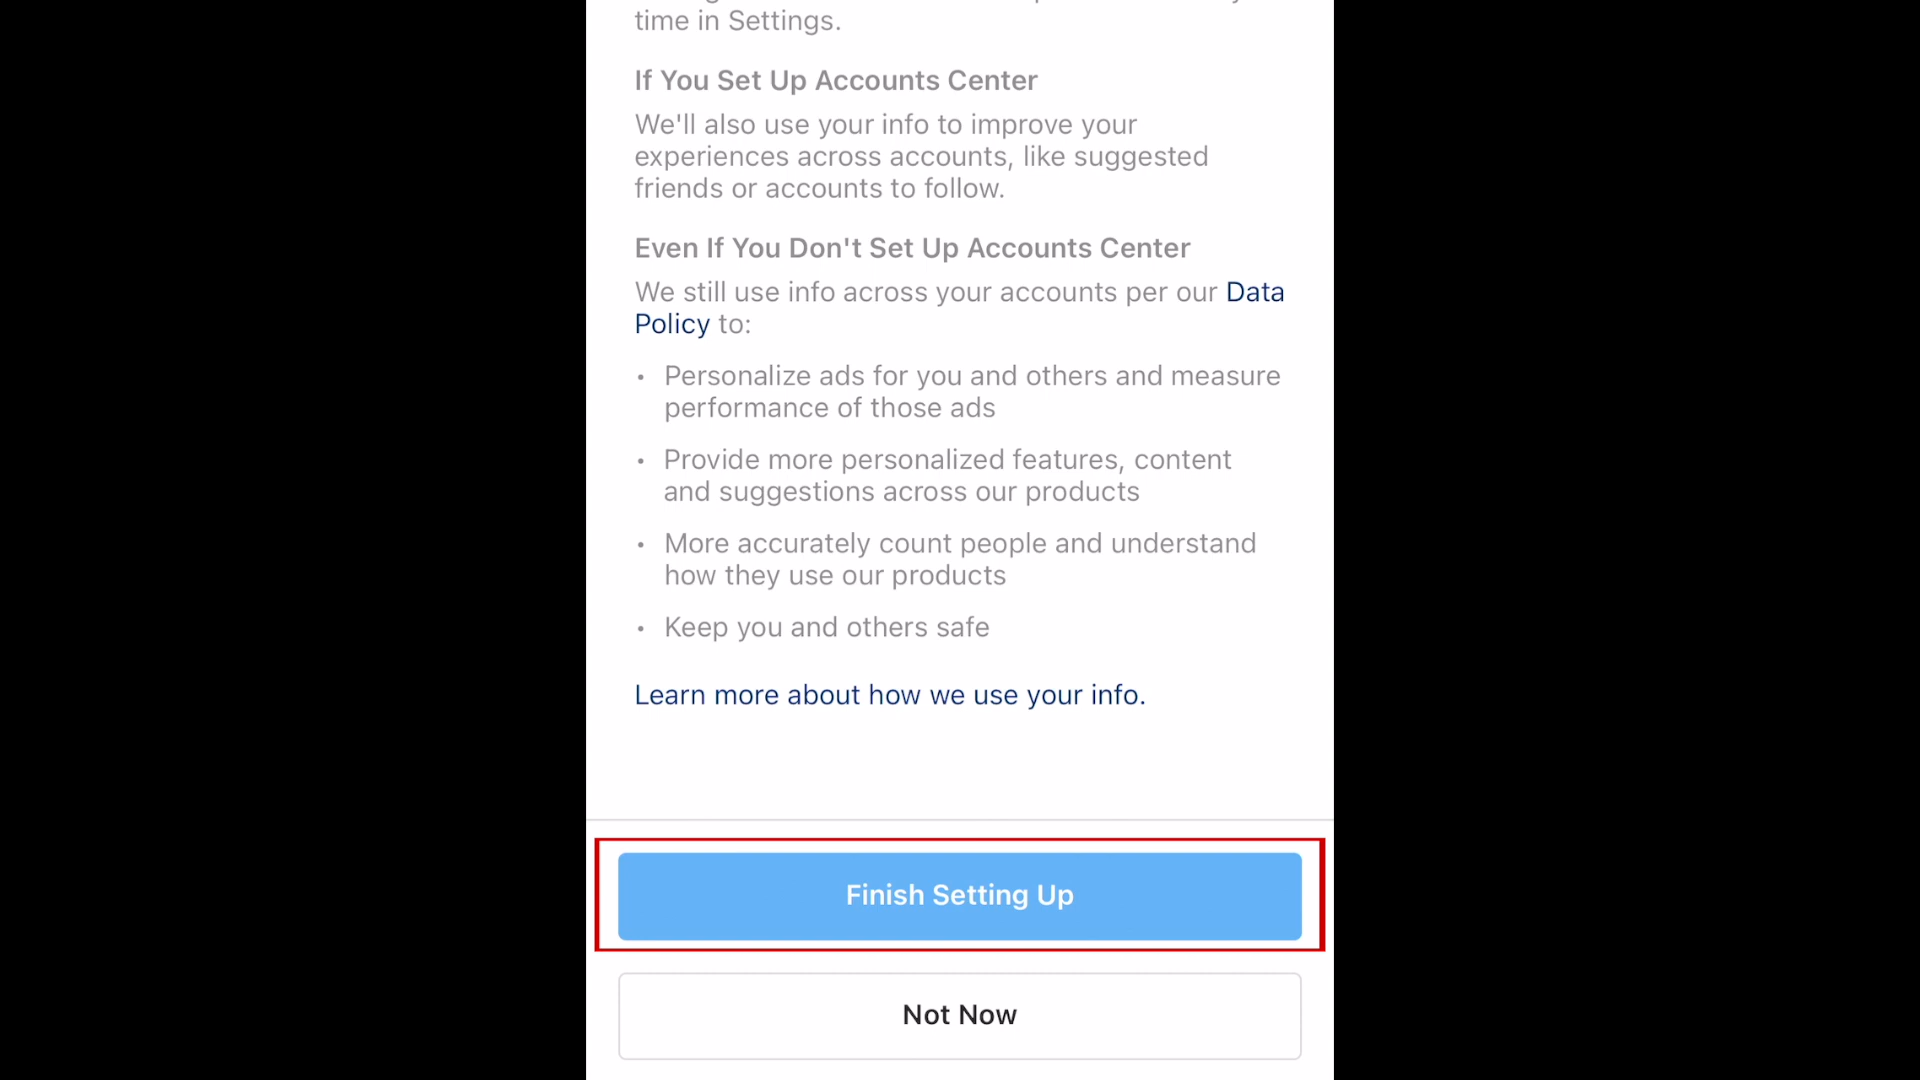 time in Settings.
If You Set Up Accounts Center
We'll also use your info to improve your
experiences across accounts, like suggested
friends or accounts to follow.
Even If You Don't Set Up Accounts Center
We still use info across your accounts per our Data
Policy to:
• Personalize ads for you and others and measure
performance of those ads
• Provide more personalized features, content
and suggestions across our products
• More accurately count people and understand
how they use our products
• Keep you and others safe
Learn more about how we use your info.
Finish Setting Up
Not Now